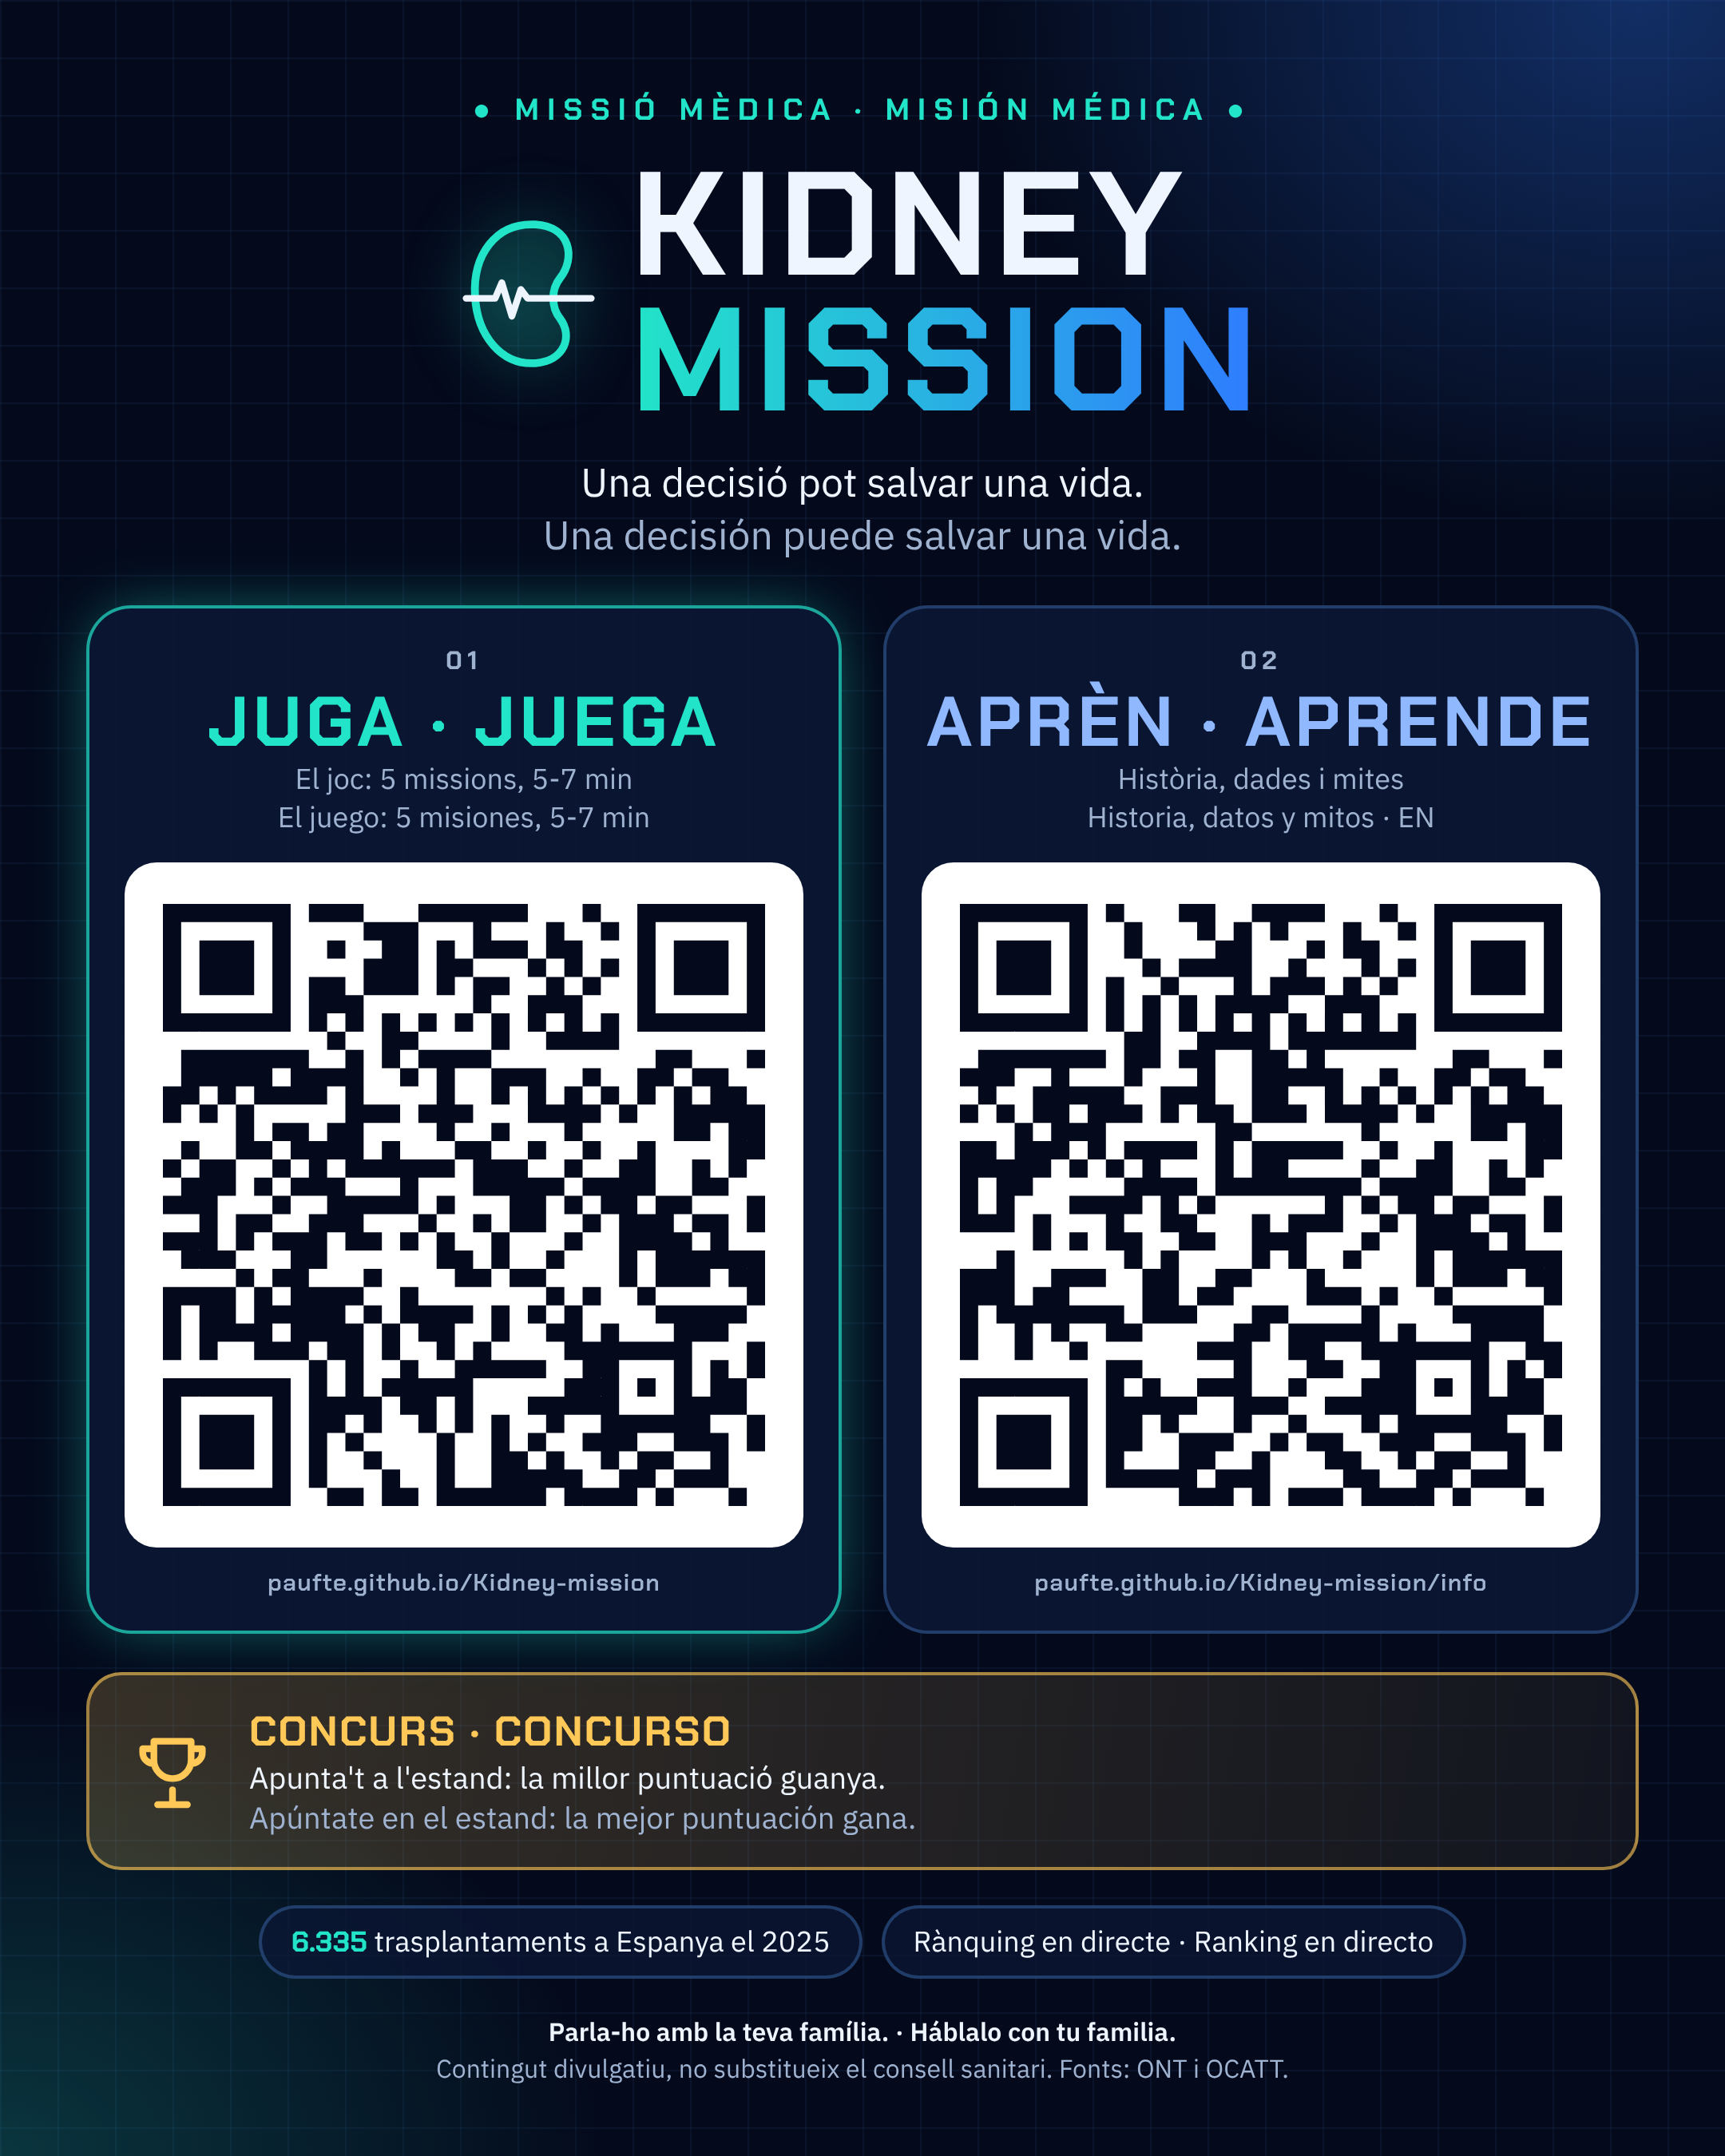 • MISSIÓ MÈDICA · MISIÓN MÉDICA •
KIDNEY
MISSION
Una decisió pot salvar una vida.
Una decisión puede salvar una vida.
01
JUGA · JUEGA
El joc: 5 missions, 5-7 min
El juego: 5 misiones, 5-7 min
paufte.github.io/Kidney-mission
02
APRÈN · APRENDE
Història, dades i mites
Historia, datos y mitos · EN
paufte.github.io/Kidney-mission/info
CONCURS · CONCURSO
Apunta't a l'estand: la millor puntuació guanya.
Apúntate en el estand: la mejor puntuación gana.
6.335 trasplantaments a Espanya el 2025
Rànquing en directe · Ranking en directo
Parla-ho amb la teva família. · Háblalo con tu familia.
Contingut divulgatiu, no substitueix el consell sanitari. Fonts: ONT i OCATT.